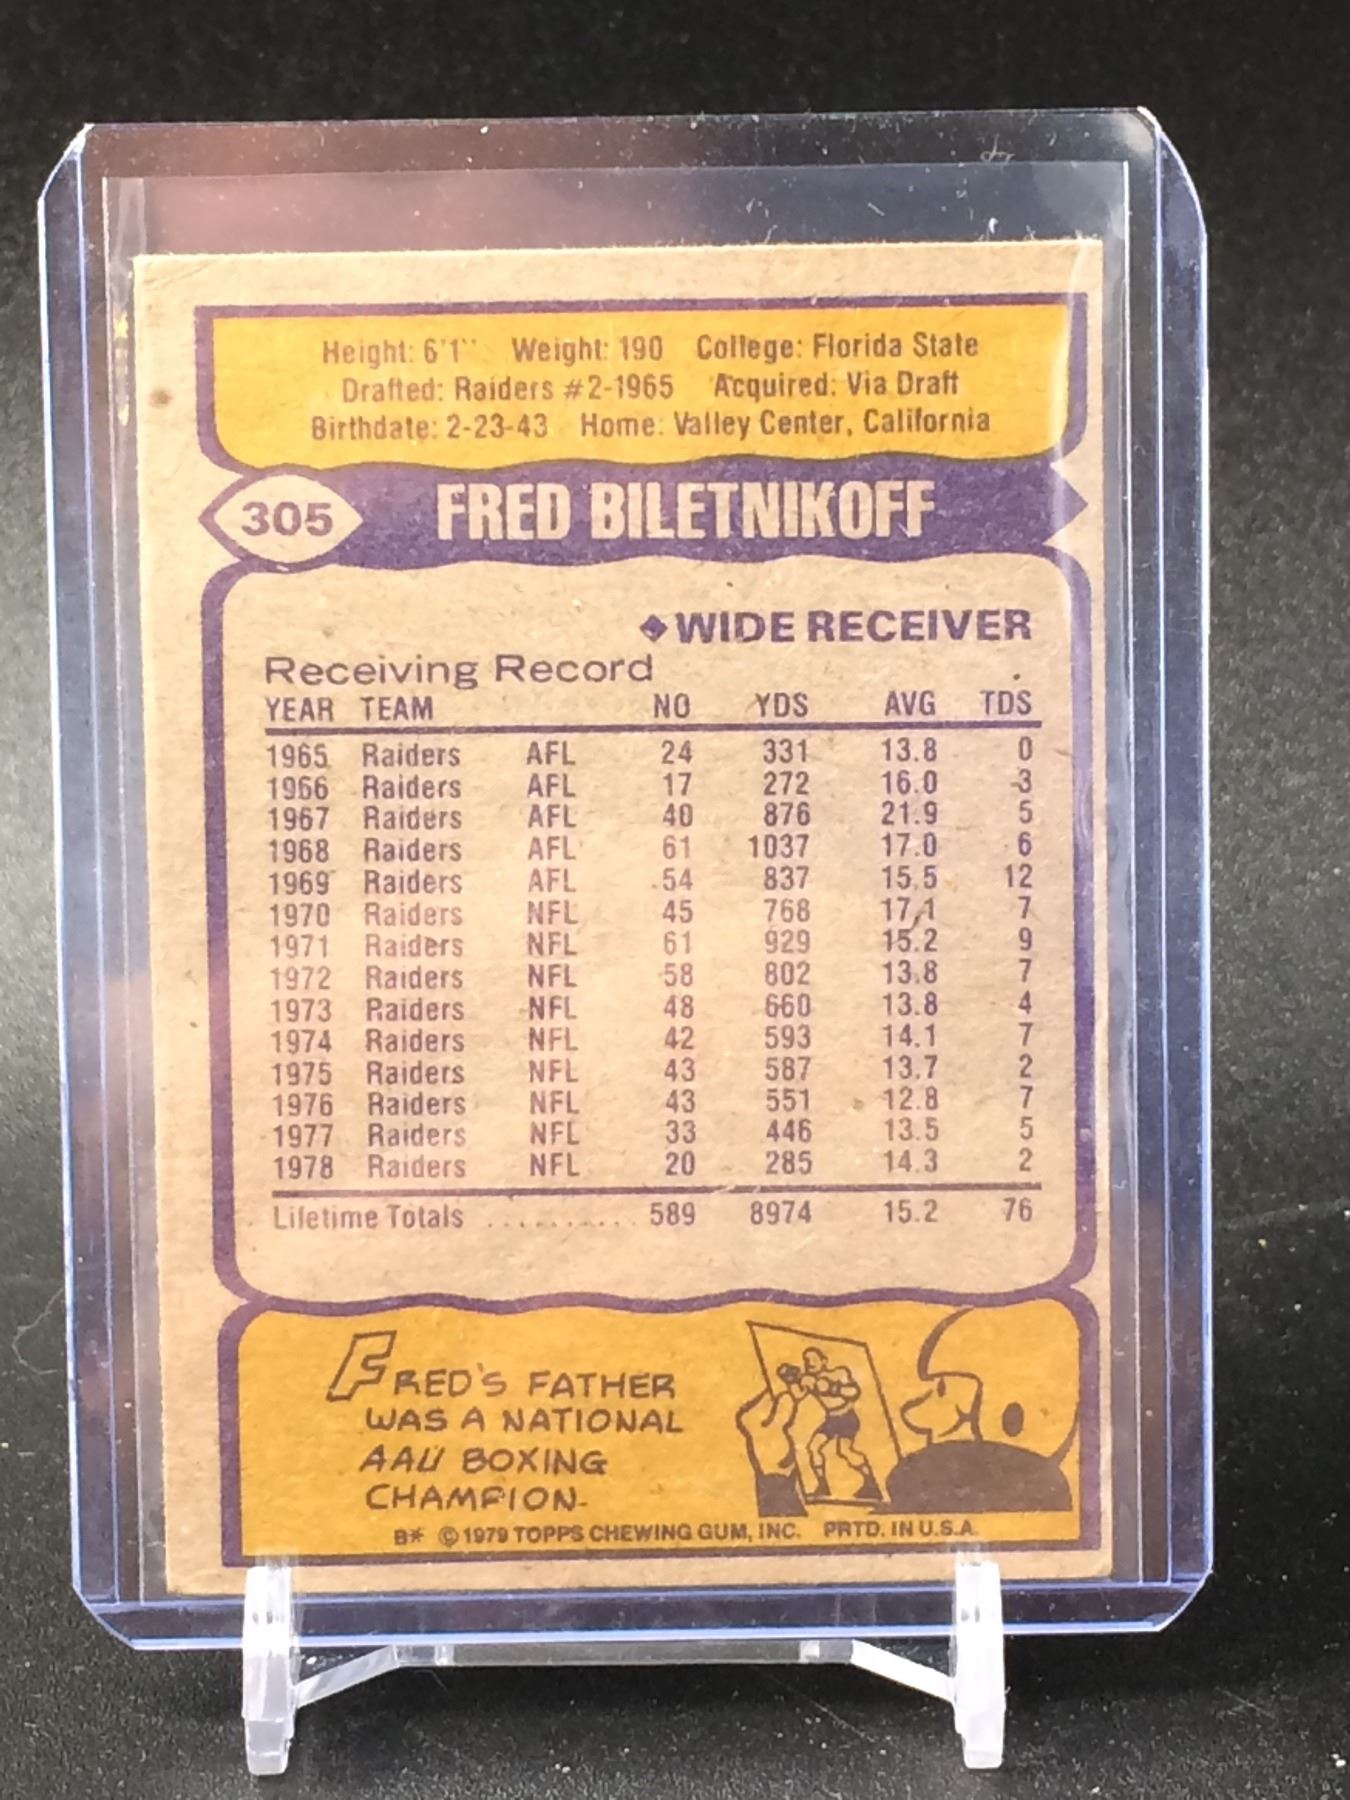 Height: 6'1" Weight: 190 College: Florida State
Drafted: Raiders #2-1965 Acquired: Via Draft
Birthdate: 2-23-43 Home: Valley Center, California
305 FRED BILETNIKOFF
WIDE RECEIVER
Receiving Record
YEAR TEAM NO YDS AVG TDS
1965 Raiders AFL 24 331 13.8 0
1966 Raiders AFL 17 272 16.0 3
1967 Raiders AFL 40 876 21.9 5
1968 Raiders AFL 61 1037 17.0 6
1969 Raiders AFL 54 837 15.5 12
1970 Raiders NFL 45 768 17.1 7
1971 Raiders NFL 61 929 15.2 9
1972 Raiders NFL 58 802 13.8 7
1973 Raiders NFL 48 660 13.8 4
1974 Raiders NFL 42 593 14.1 7
1975 Raiders NFL 43 587 13.7 2
1976 Raiders NFL 43 551 12.8 7
1977 Raiders NFL 33 446 13.5 5
1978 Raiders NFL 20 285 14.3 2
Lifetime Totals .......... 589 8974 15.2 76
FRED'S FATHER
WAS A NATIONAL
AAU BOXING
CHAMPION.
B* © 1979 TOPPS CHEWING GUM, INC. PRTD. IN U.S.A.